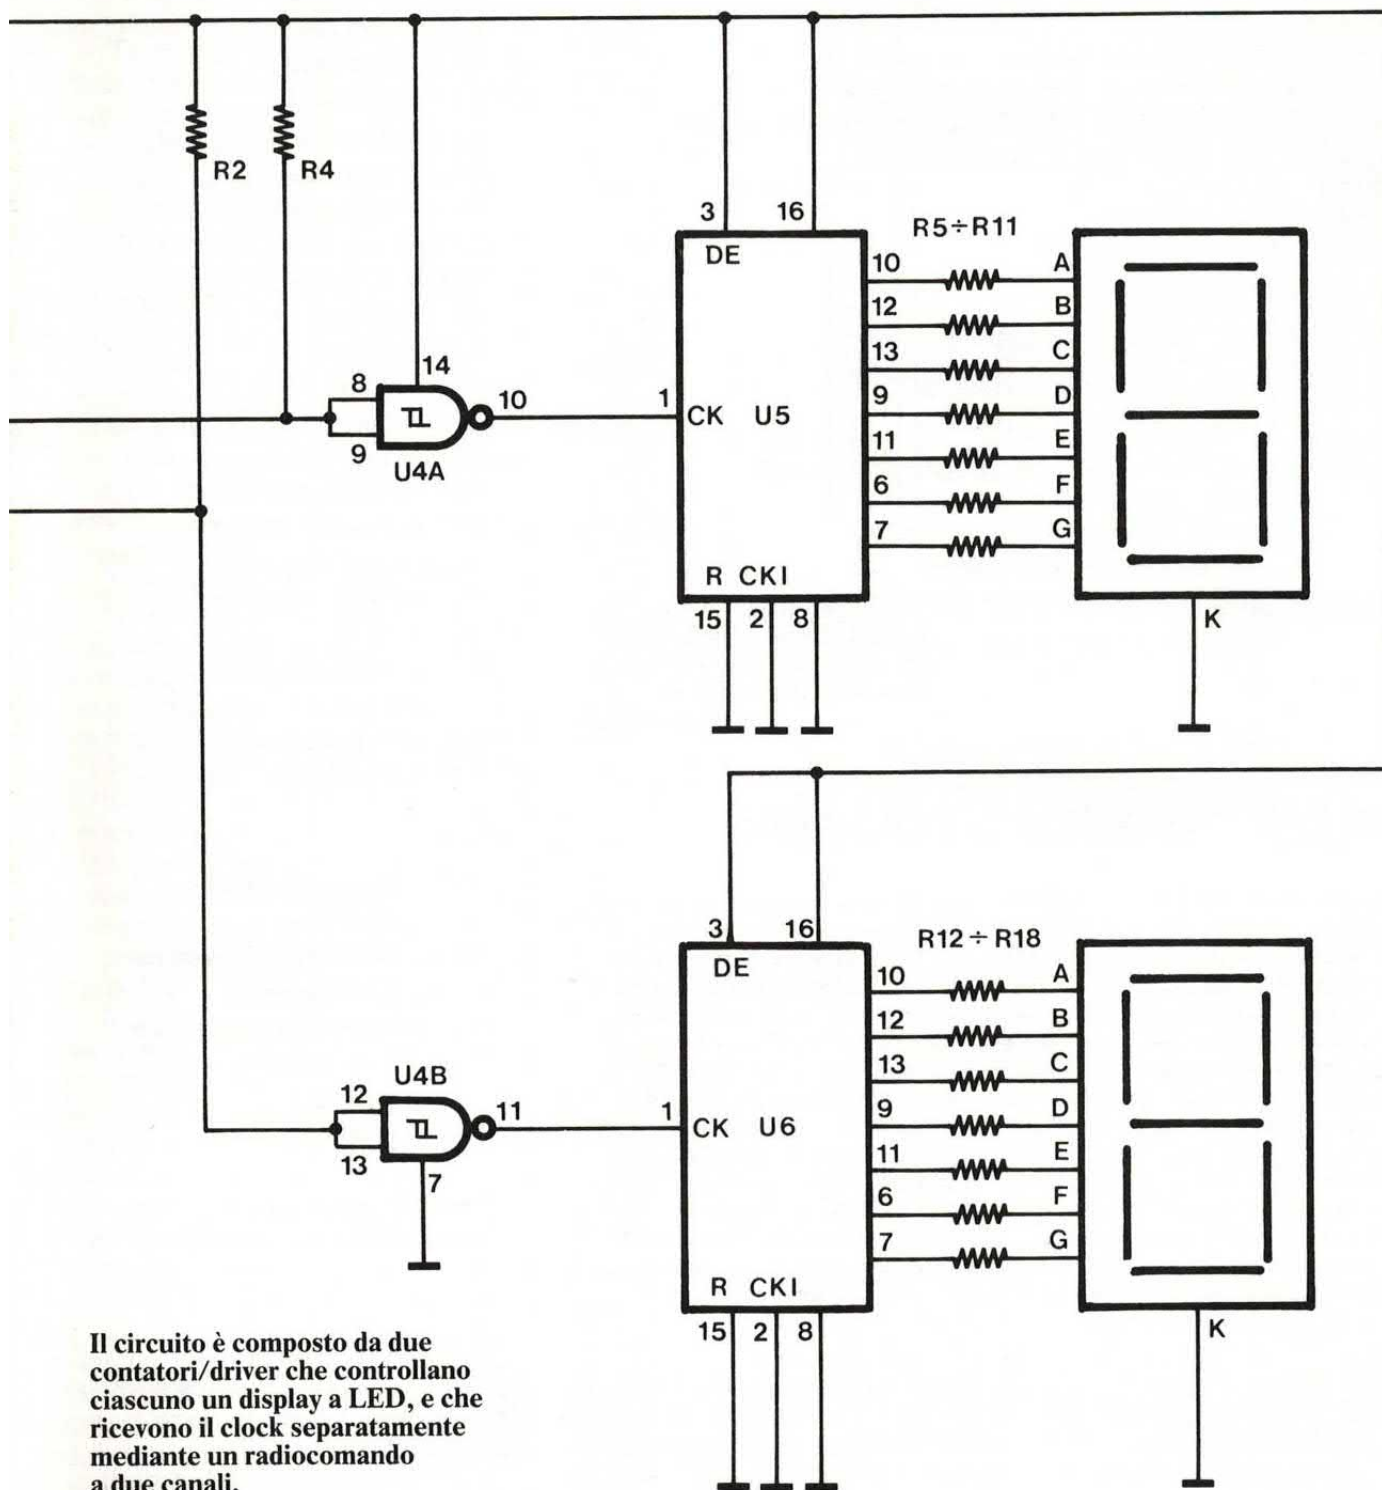 R2
R4
3
16
R5÷R11
DE
10
A
12
B
13
C
9
D
11
E
6
F
7
G
14
8
9
10
U4A
1
CK
U5
R
CKI
15
2
8
K
3
16
R12 ÷ R18
DE
10
A
12
B
13
C
9
D
11
E
6
F
7
G
U4B
12
13
11
7
1
CK
U6
R
CKI
15
2
8
K
Il circuito è composto da due
contatori/driver che controllano
ciascuno un display a LED, e che
ricevono il clock separatamente
mediante un radiocomando
a due canali.